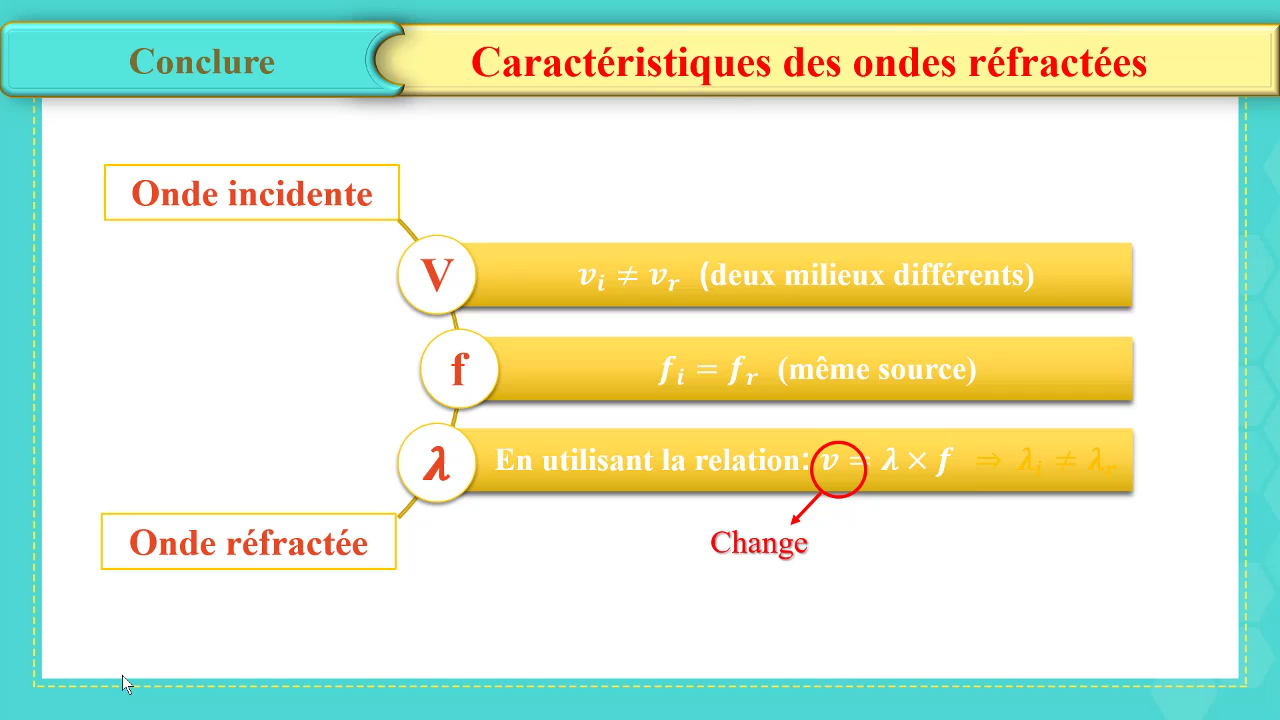 Conclure
Caractéristiques des ondes réfractées
Onde incidente
V
𝒗ᵢ ≠ 𝒗ᵣ (deux milieux différents)
f
𝒇ᵢ = 𝒇ᵣ (même source)
λ
En utilisant la relation: 𝒗 = λ × 𝒇 ⇒ λᵢ ≠ λᵣ
Onde réfractée
Change